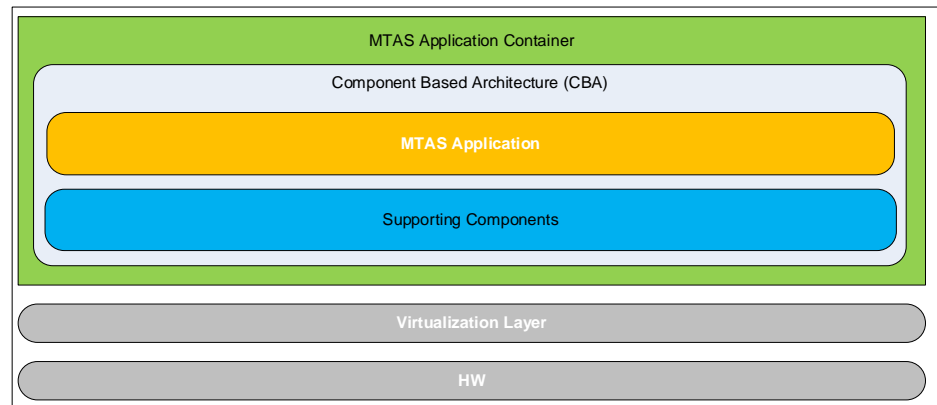 MTAS Application Container
Component Based Architecture (CBA)
MTAS Application
Supporting Components
Virtualization Layer
HW